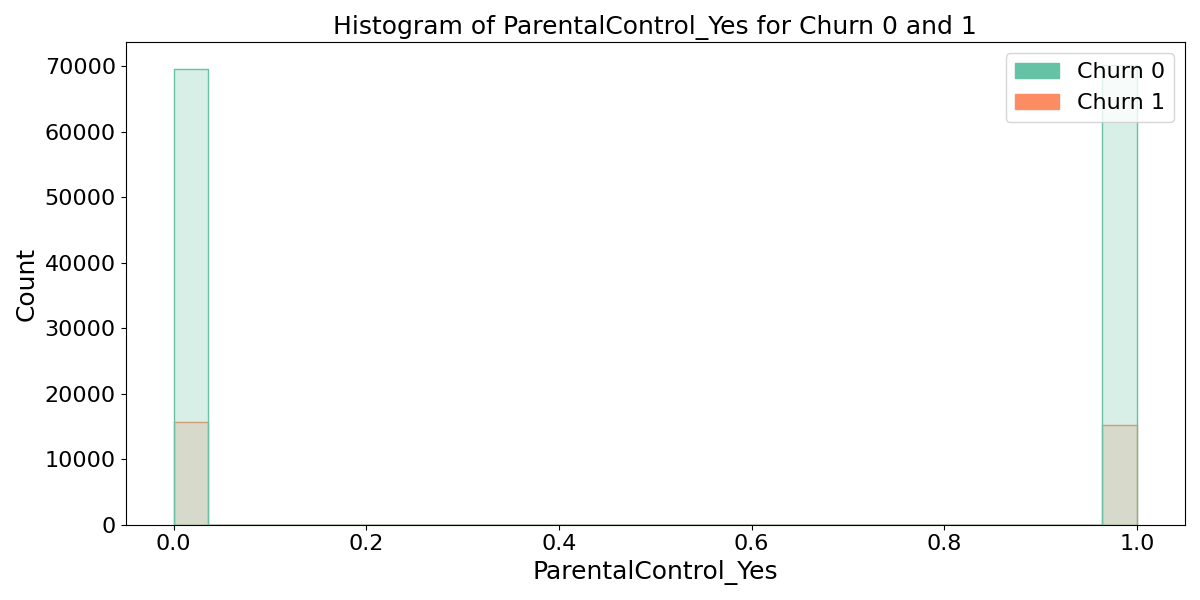 Histogram of ParentalControl_Yes for Churn 0 and 1
70000
60000
50000
40000
30000
20000
10000
0
Count
Churn 0
Churn 1
0.0 0.2 0.4 0.6 0.8 1.0
ParentalControl_Yes